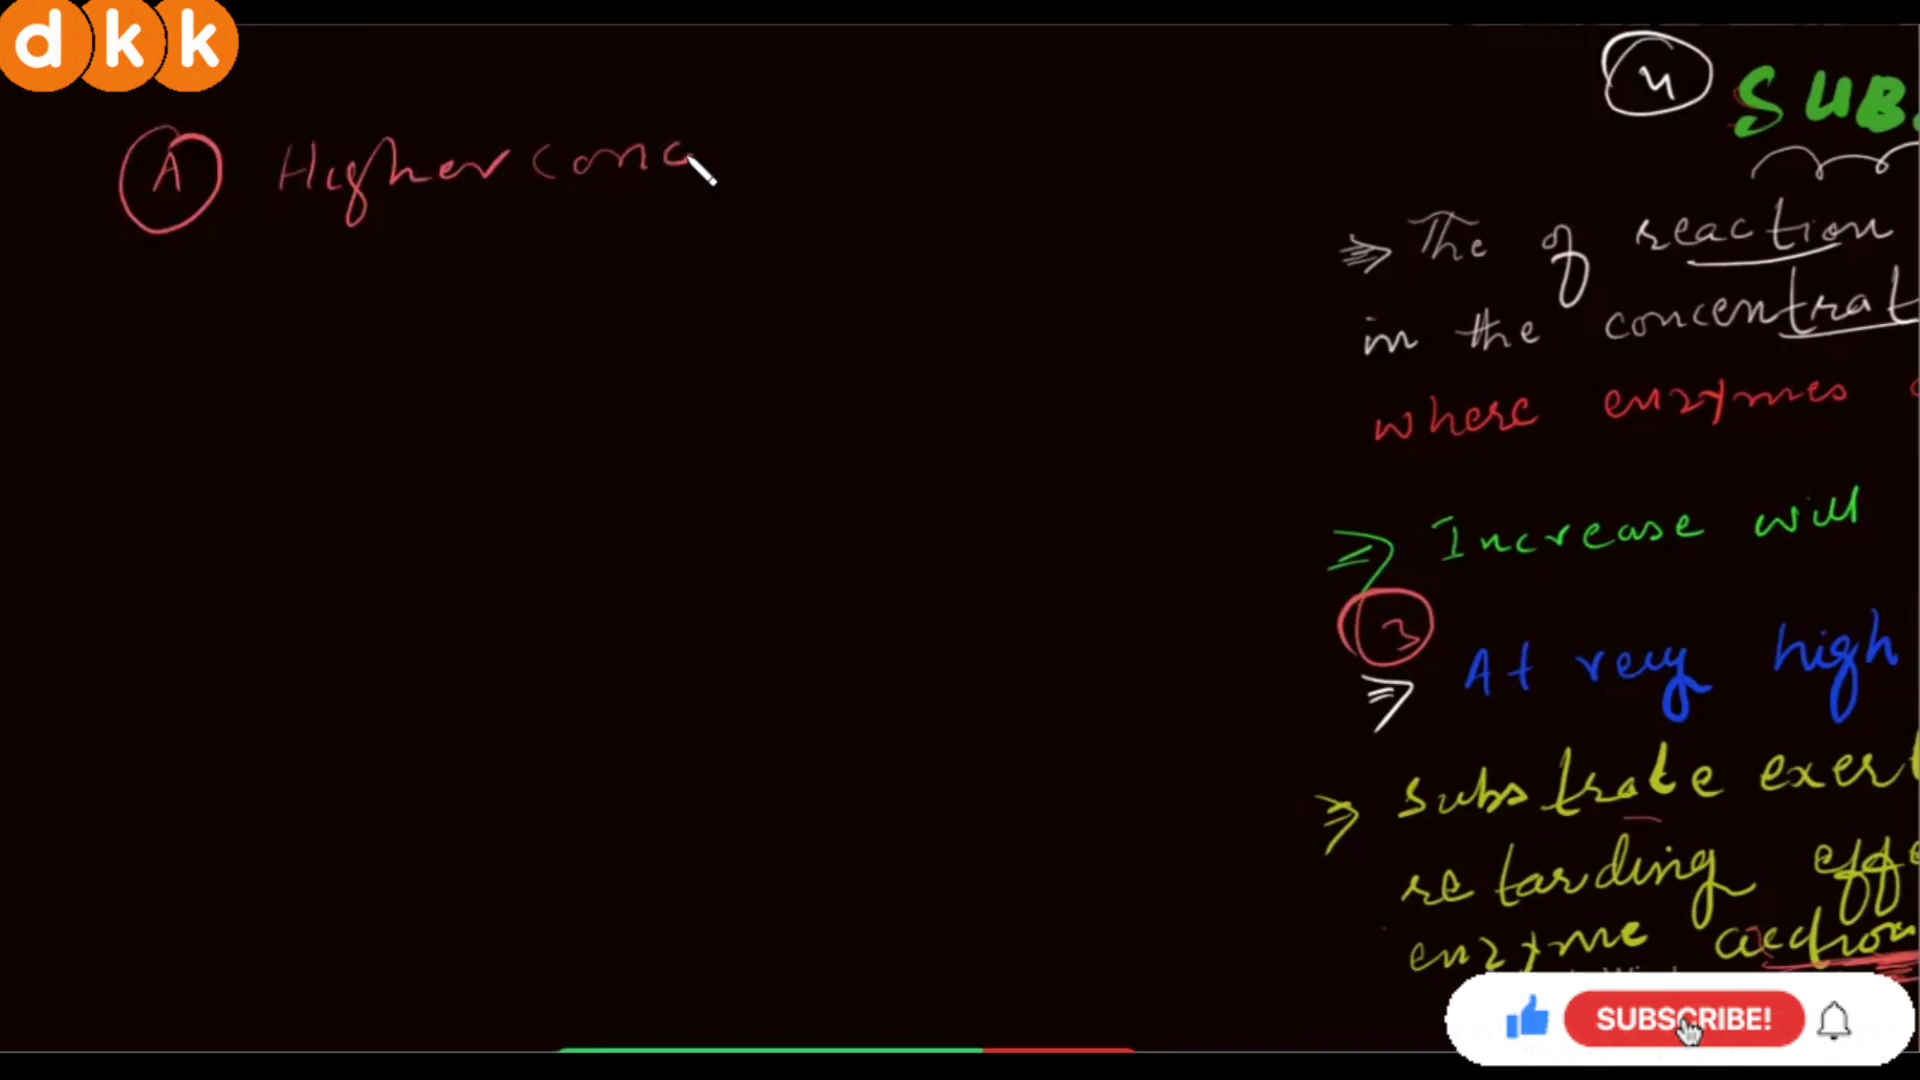 dkk
A Higher conc
4 SUB
⇒ The of reaction
in the concentrat
where enzymes
⇒ Increase will
3
⇒ At very high
⇒ substrate exert
retarding effe
enzyme action
SUBSCRIBE!